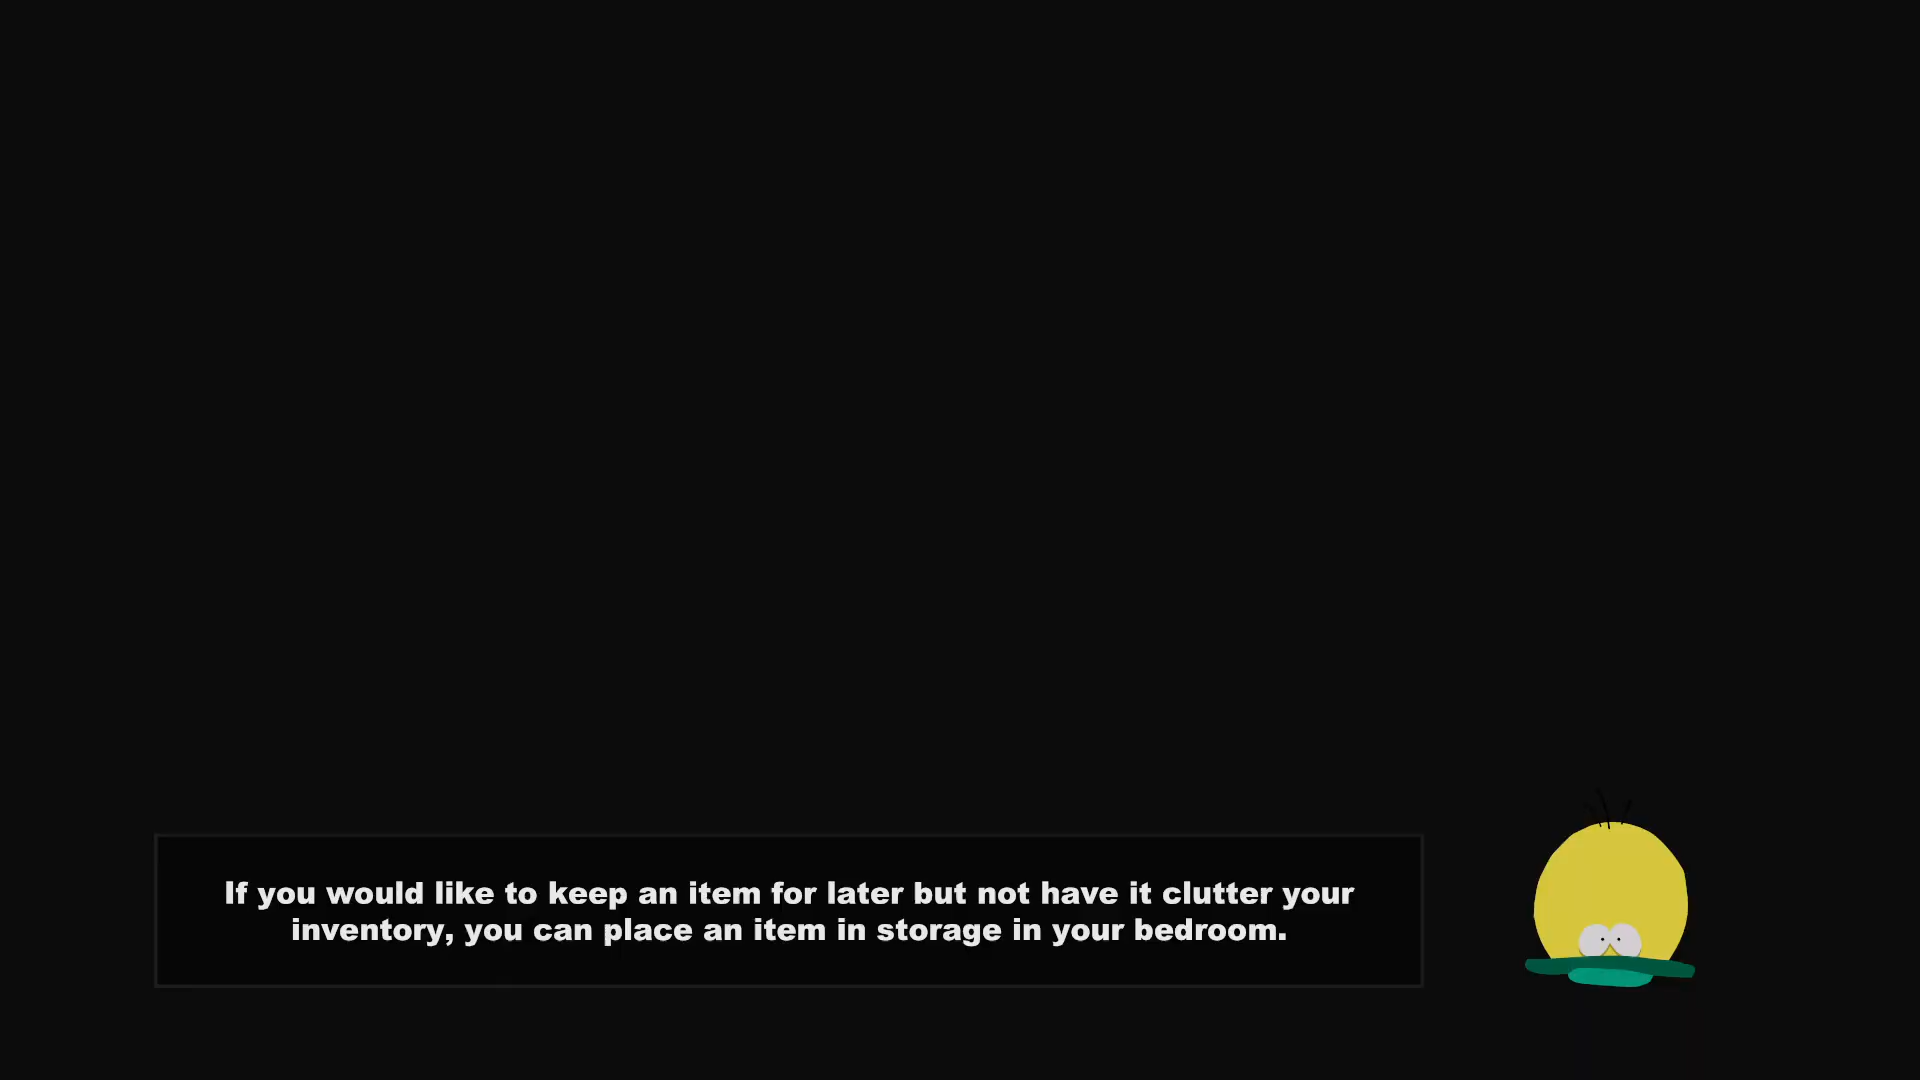 If you would like to keep an item for later but not have it clutter your
inventory, you can place an item in storage in your bedroom.